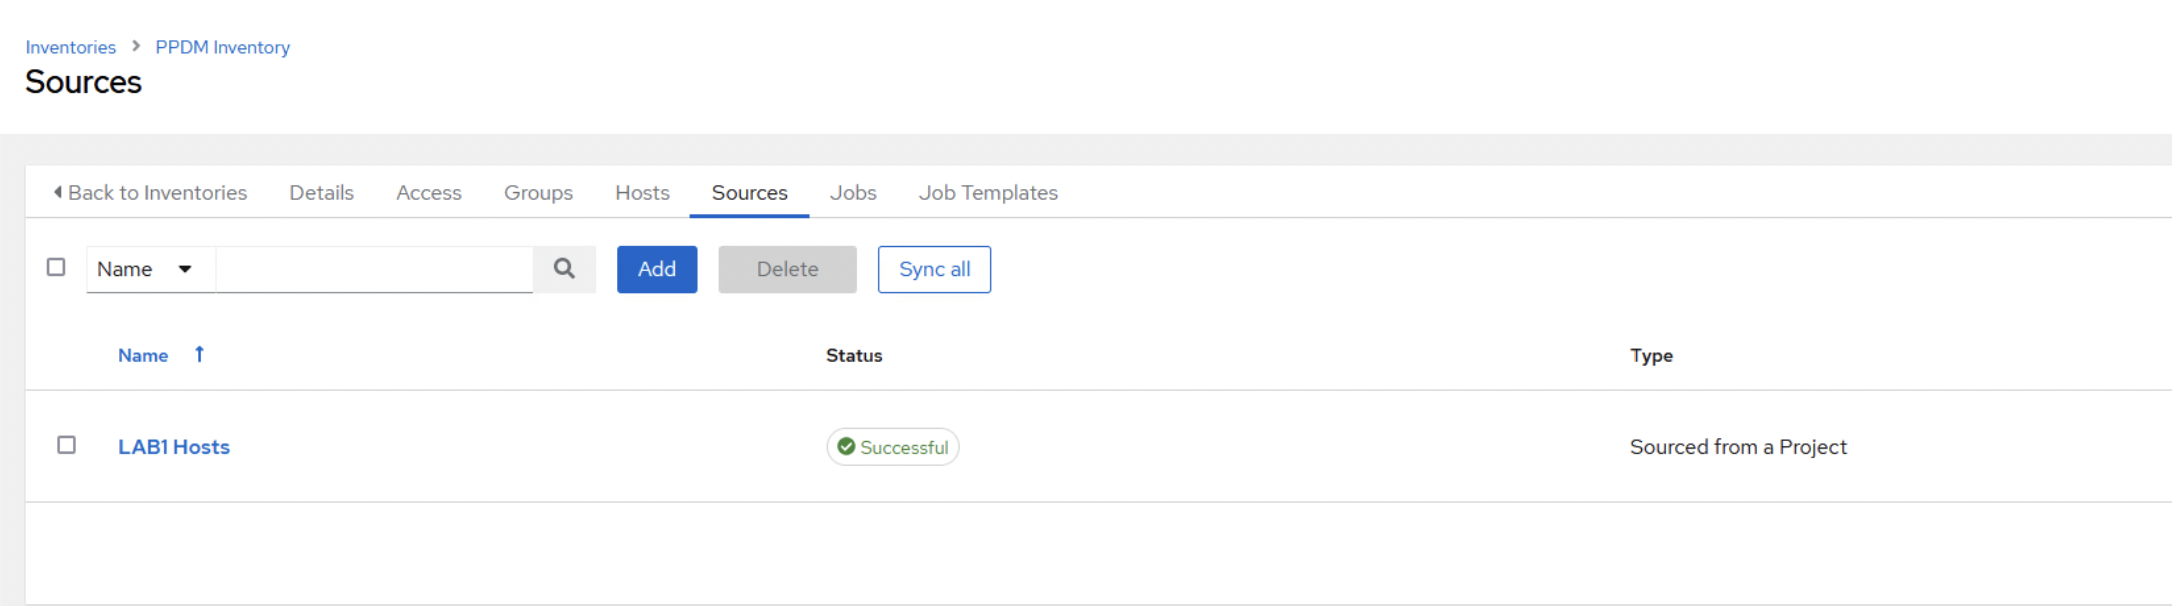 Inventories > PPDM Inventory
Sources
Back to Inventories Details Access Groups Hosts Sources Jobs Job Templates
Name Add Delete Sync all
Name Status Type
LAB1 Hosts Successful Sourced from a Project